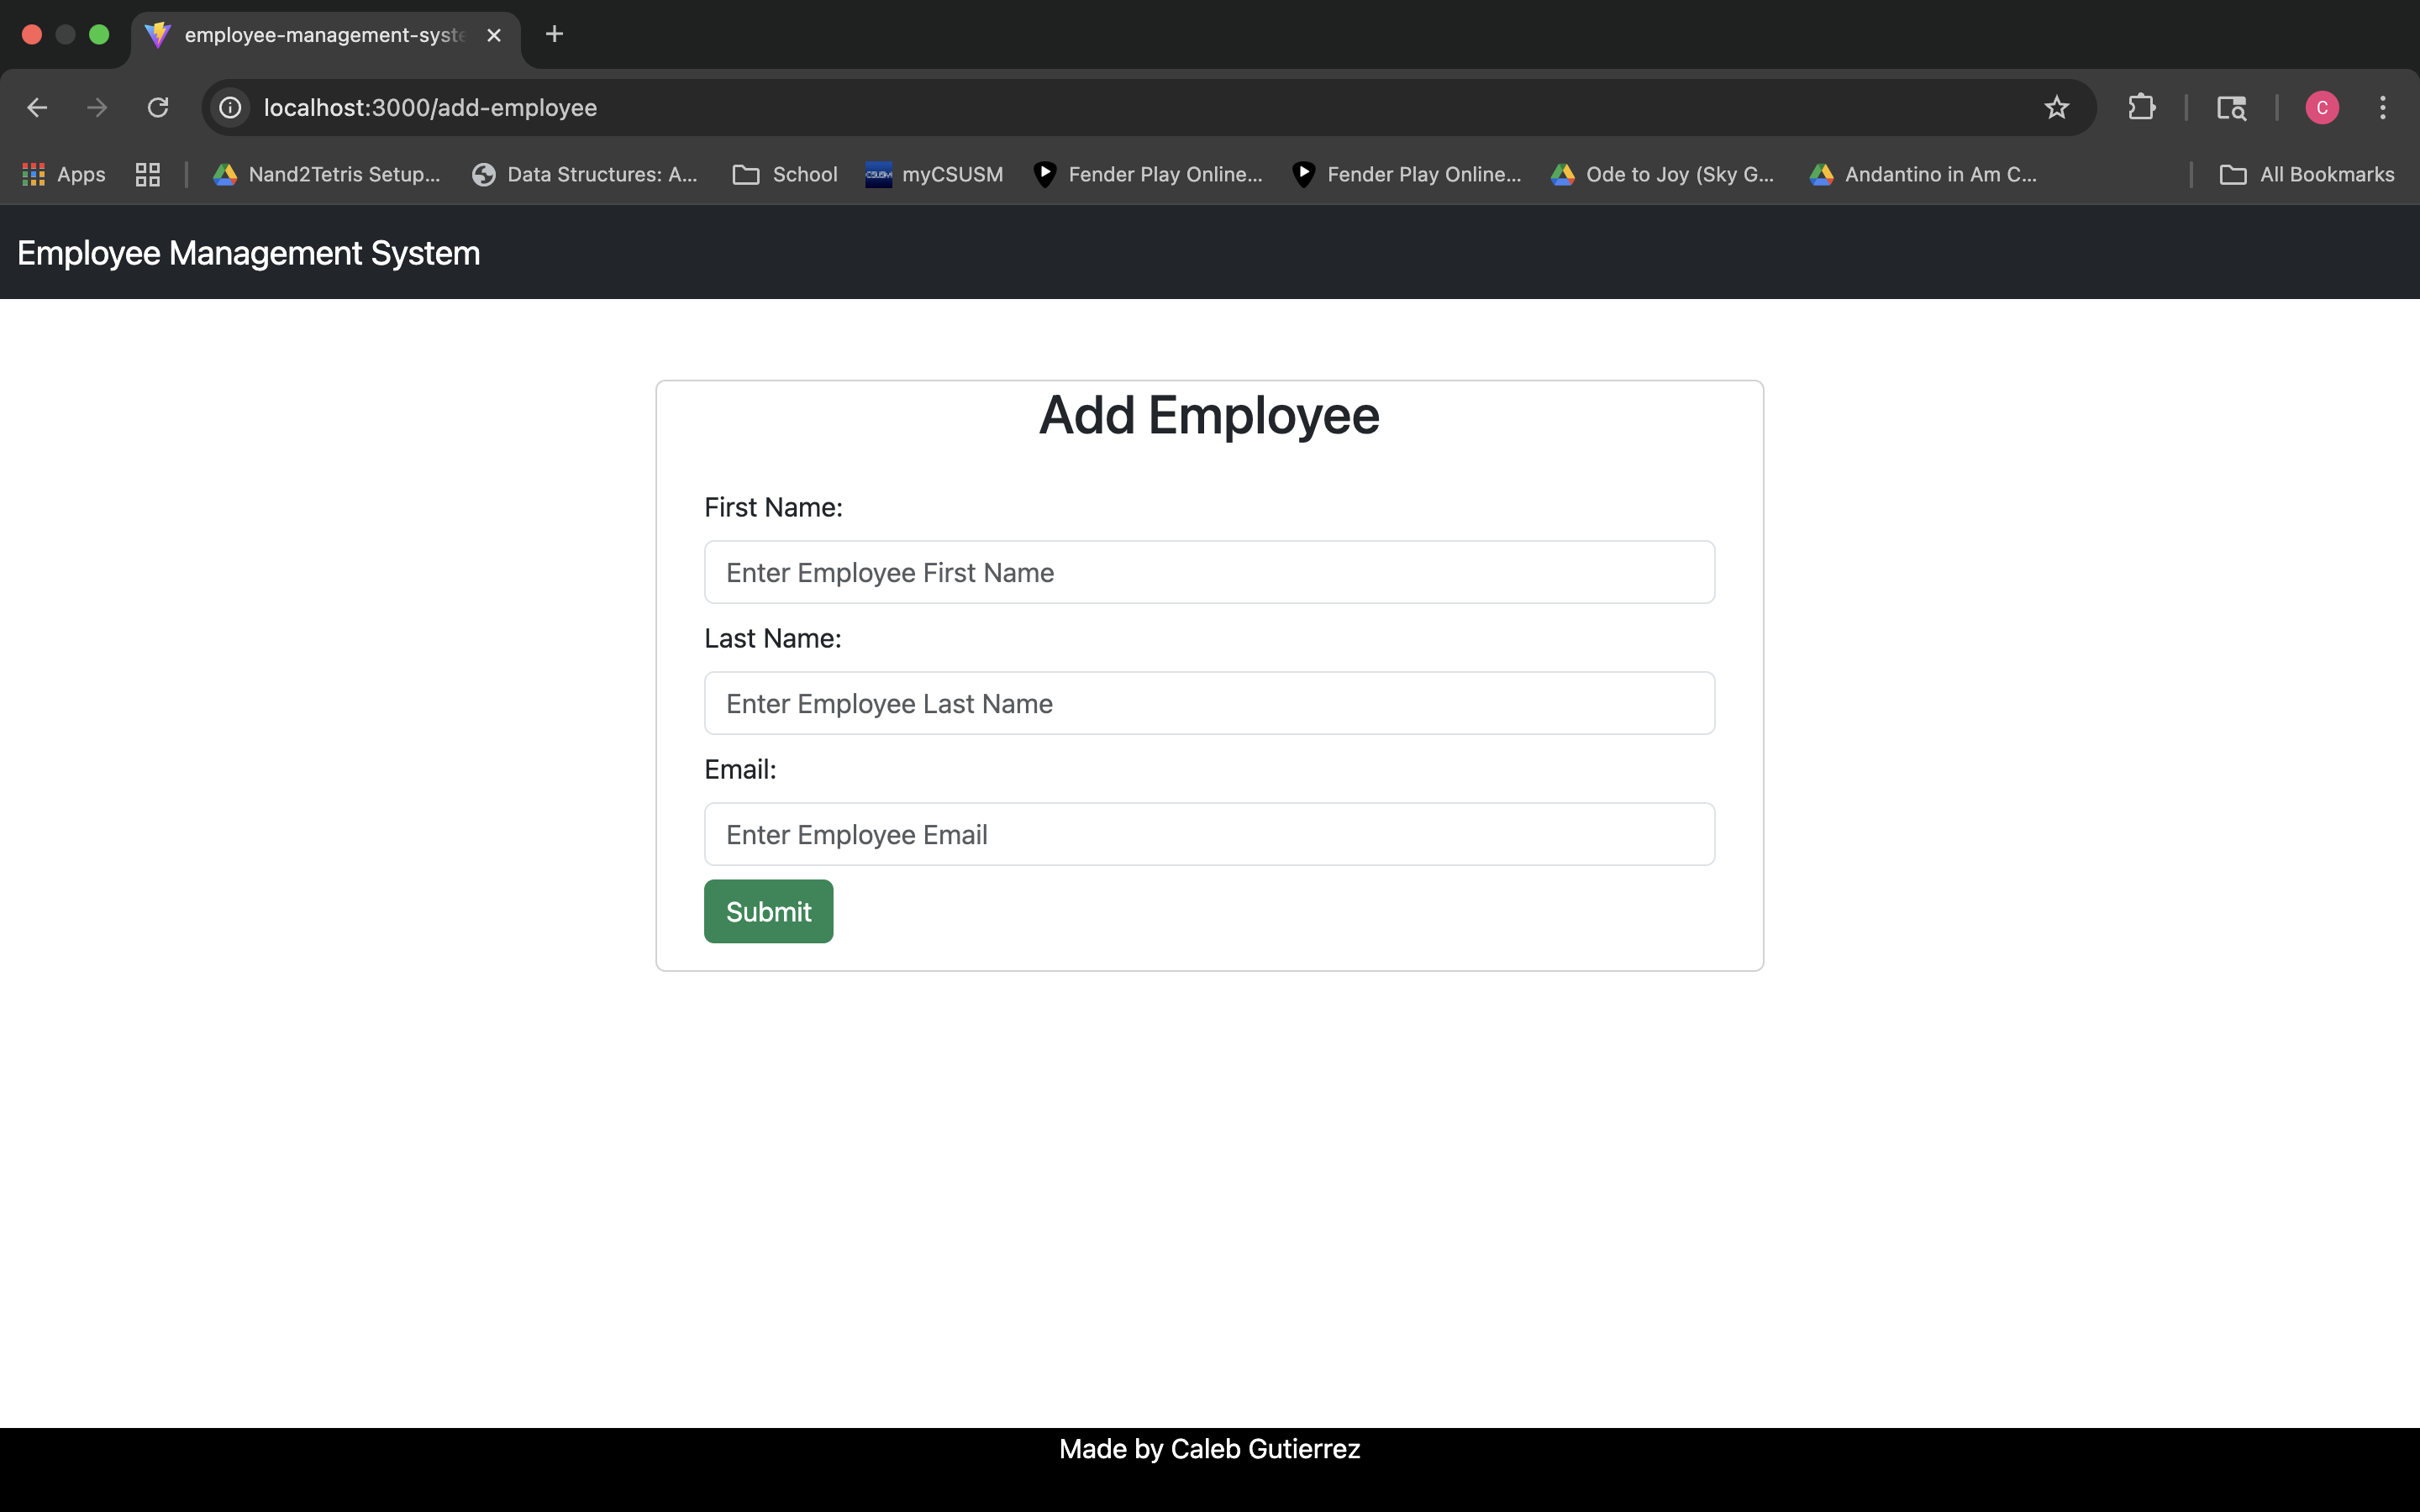 employee-management-syste
localhost:3000/add-employee
C
Apps
Nand2Tetris Setup...
Data Structures: A...
School
CSUSM
myCSUSM
Fender Play Online...
Fender Play Online...
Ode to Joy (Sky G...
Andantino in Am C...
All Bookmarks
Employee Management System
Add Employee
First Name:
Enter Employee First Name
Last Name:
Enter Employee Last Name
Email:
Enter Employee Email
Submit
Made by Caleb Gutierrez